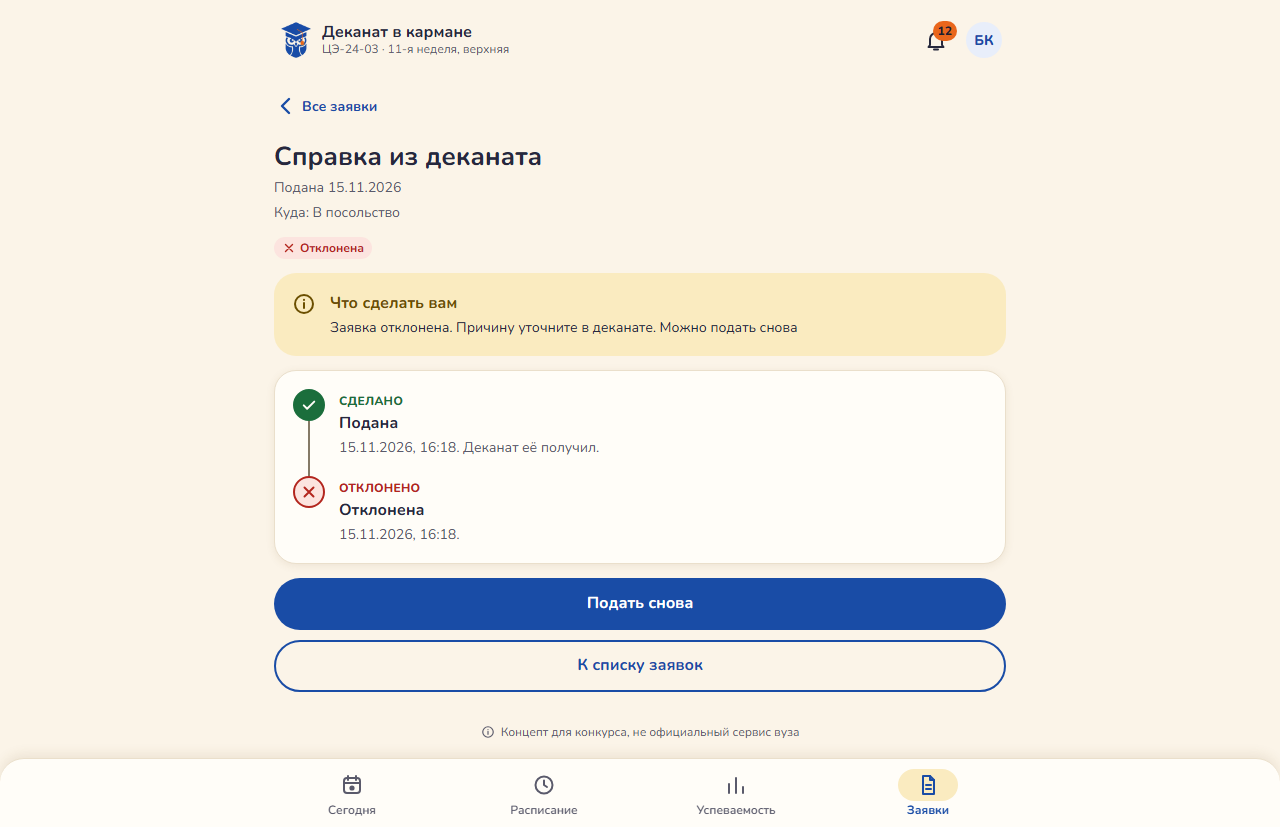 Деканат в кармане
ЦЭ-24-03 · 11-я неделя, верхняя
12
БК
Все заявки
Справка из деканата
Подана 15.11.2026
Куда: В посольство
Отклонена
Что сделать вам
Заявка отклонена. Причину уточните в деканате. Можно подать снова
СДЕЛАНО
Подана
15.11.2026, 16:18. Деканат её получил.
ОТКЛОНЕНО
Отклонена
15.11.2026, 16:18.
Подать снова
К списку заявок
Концепт для конкурса, не официальный сервис вуза
Сегодня
Расписание
Успеваемость
Заявки